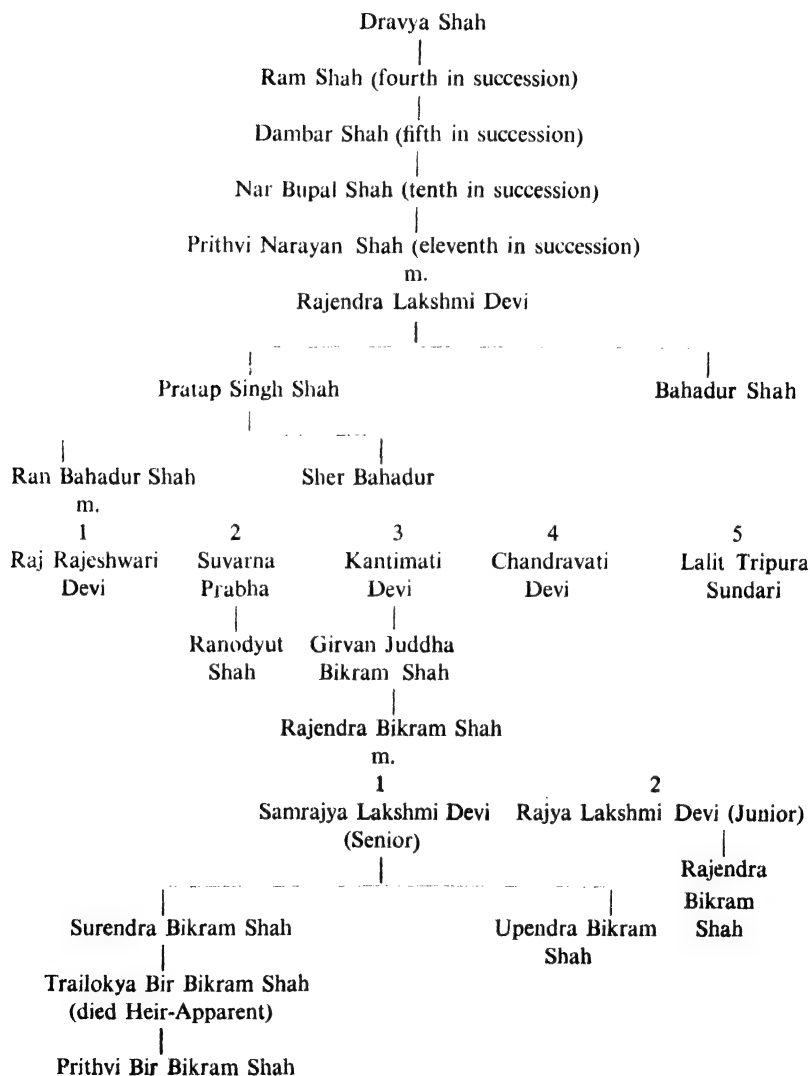 Dravya Shah
Ram Shah (fourth in succession)
Dambar Shah (fifth in succession)
Nar Bupal Shah (tenth in succession)
Prithvi Narayan Shah (eleventh in succession)
m.
Rajendra Lakshmi Devi
Pratap Singh Shah Bahadur Shah
Ran Bahadur Shah Sher Bahadur
m.
1 2 3 4 5
Raj Rajeshwari Suvarna Kantimati Chandravati Lalit Tripura
Devi Prabha Devi Devi Sundari
Ranodyut Girvan Juddha
Shah Bikram Shah
Rajendra Bikram Shah
m.
1 2
Samrajya Lakshmi Devi Rajya Lakshmi Devi (Junior)
(Senior)
Rajendra
Bikram
Surendra Bikram Shah Upendra Bikram Shah
Shah
Trailokya Bir Bikram Shah
(died Heir-Apparent)
Prithvi Bir Bikram Shah